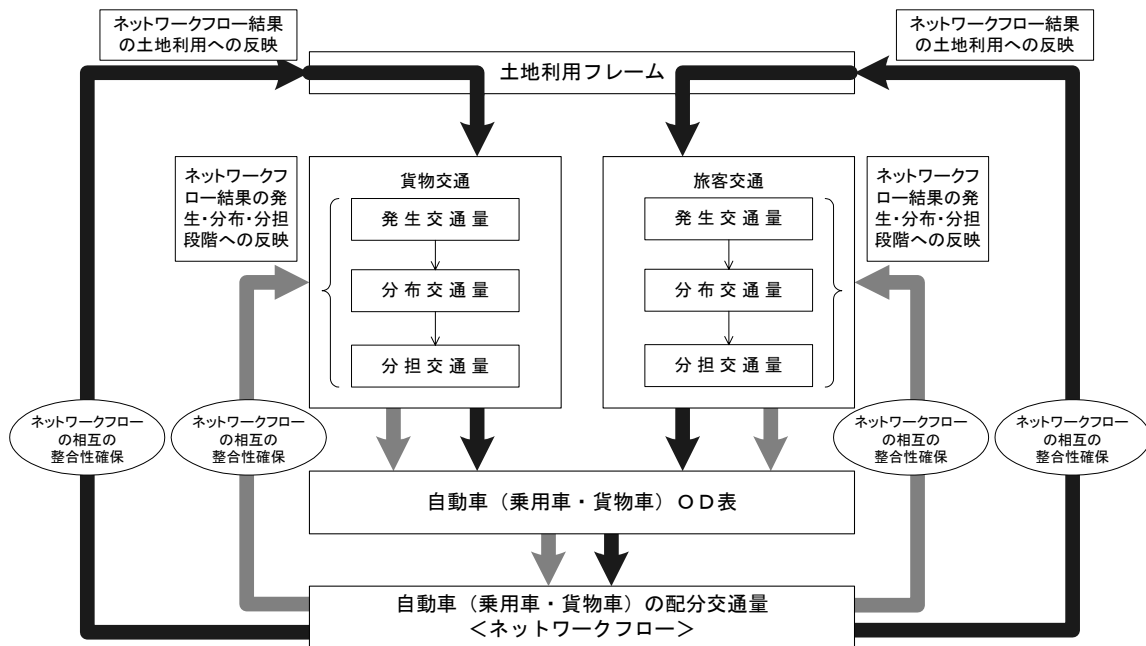 ネットワークフロー結果
の土地利用への反映
ネットワークフロー結果
の土地利用への反映
土地利用フレーム
ネットワークフ
ロー結果の発
生・分布・分担
段階への反映
貨物交通
発生交通量
分布交通量
分担交通量
旅客交通
発生交通量
分布交通量
分担交通量
ネットワークフ
ロー結果の発
生・分布・分担
段階への反映
ネットワークフロー
の相互の
整合性確保
ネットワークフロー
の相互の
整合性確保
ネットワークフロー
の相互の
整合性確保
ネットワークフロー
の相互の
整合性確保
自動車（乗用車・貨物車）ＯＤ表
自動車（乗用車・貨物車）の配分交通量
＜ネットワークフロー＞